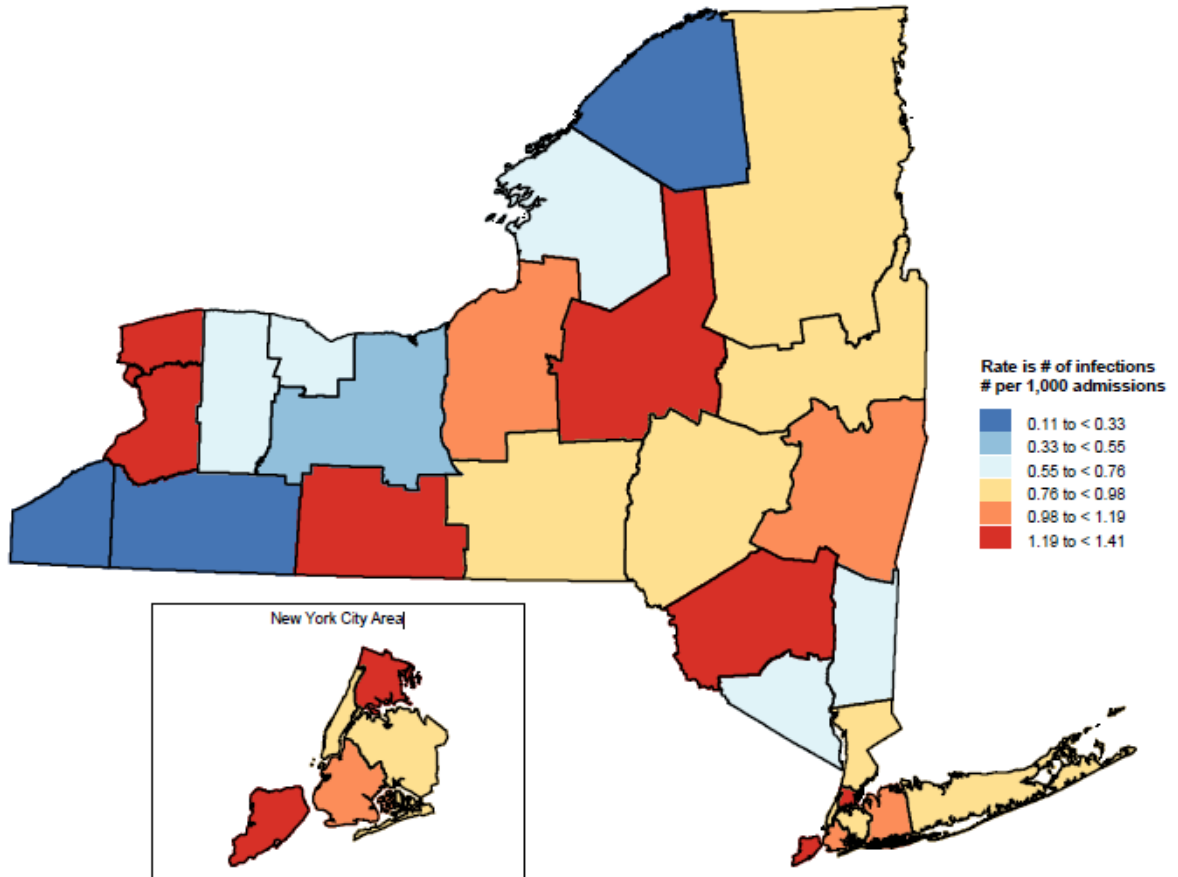 Rate is # of infections
# per 1,000 admissions
0.11 to < 0.33
0.33 to < 0.55
0.55 to < 0.76
0.76 to < 0.98
0.98 to < 1.19
1.19 to < 1.41
New York City Area